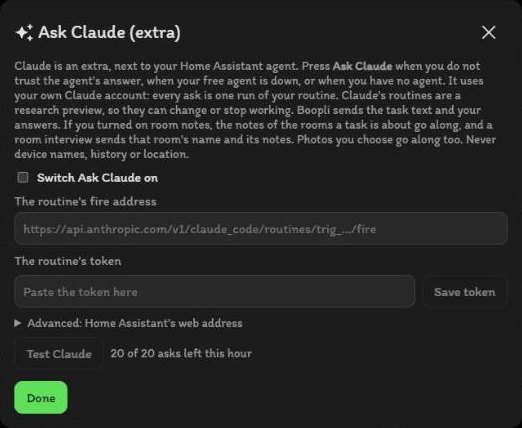 Ask Claude (extra)
Claude is an extra, next to your Home Assistant agent. Press Ask Claude when you do not
trust the agent's answer, when your free agent is down, or when you have no agent. It uses
your own Claude account: every ask is one run of your routine. Claude's routines are a
research preview, so they can change or stop working. Boopli sends the task text and your
answers. If you turned on room notes, the notes of the rooms a task is about go along, and a
room interview sends that room's name and its notes. Photos you choose go along too. Never
device names, history or location.
Switch Ask Claude on
The routine's fire address
https://api.anthropic.com/v1/claude_code/routines/trig_.../fire
The routine's token
Paste the token here
Save token
Advanced: Home Assistant's web address
Test Claude
20 of 20 asks left this hour
Done